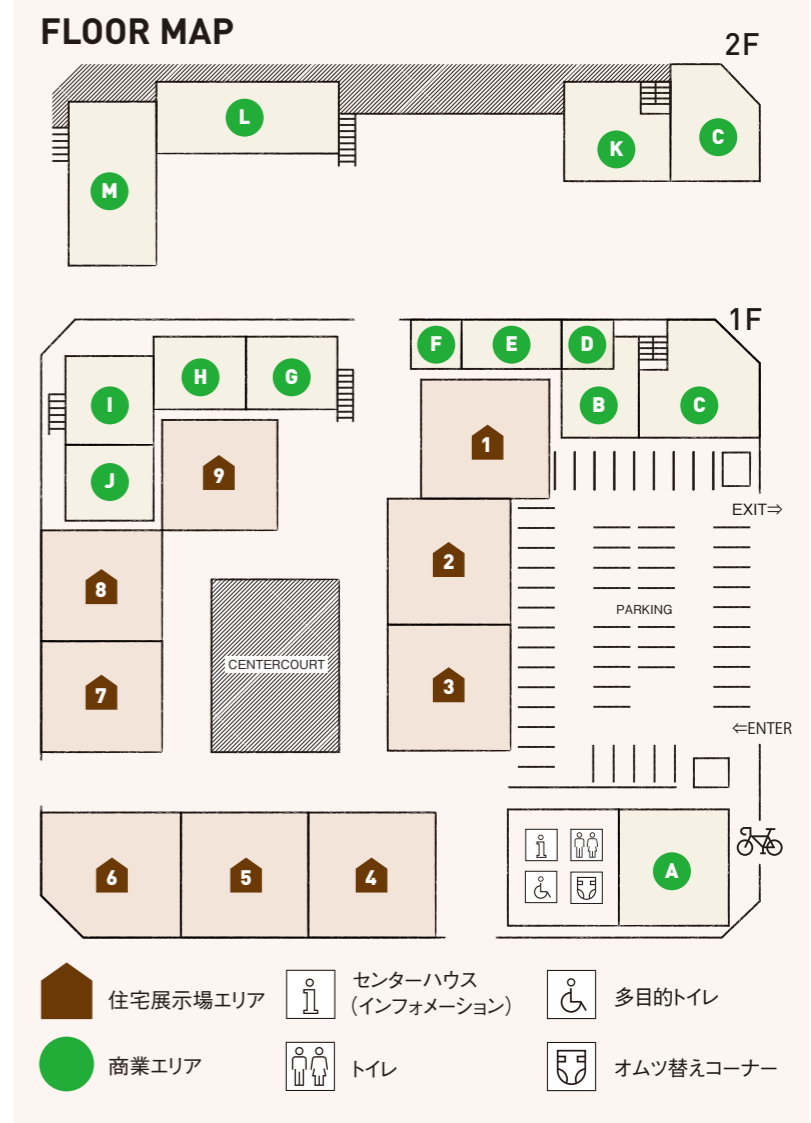 FLOOR MAP
2F
L
K
C
M
1F
F
E
D
H
G
I
B
C
1
9
J
EXIT⇒
2
8
PARKING
CENTERCOURT
3
7
⇐ENTER
6
5
4
A
住宅展示場エリア
センターハウス
(インフォメーション)
多目的トイレ
商業エリア
トイレ
オムツ替えコーナー